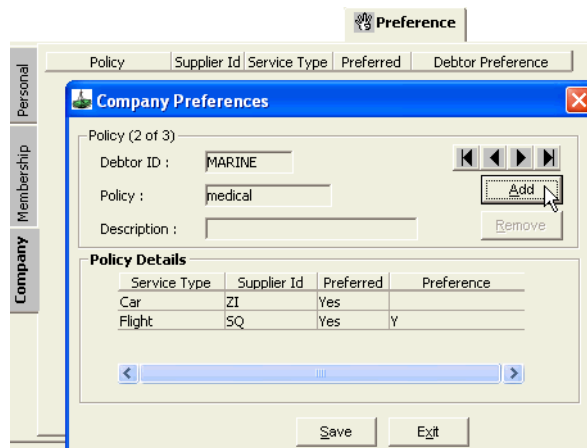 Preference
Policy Supplier Id Service Type Preferred Debtor Preference
Personal
Membership
Company
Company Preferences
Policy (2 of 3)
Debtor ID : MARINE
Policy : medical
Add
Description :
Remove
Policy Details
Service Type Supplier Id Preferred Preference
Car ZI Yes
Flight SQ Yes Y
Save Exit